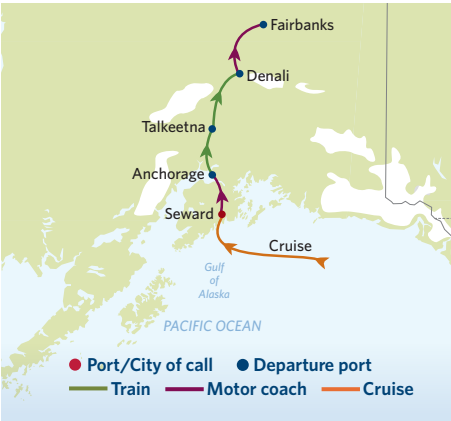 Fairbanks
Denali
Talkeetna
Anchorage
Seward
Cruise
Gulf
of
Alaska
PACIFIC OCEAN
Port/City of call
Departure port
Train
Motor coach
Cruise